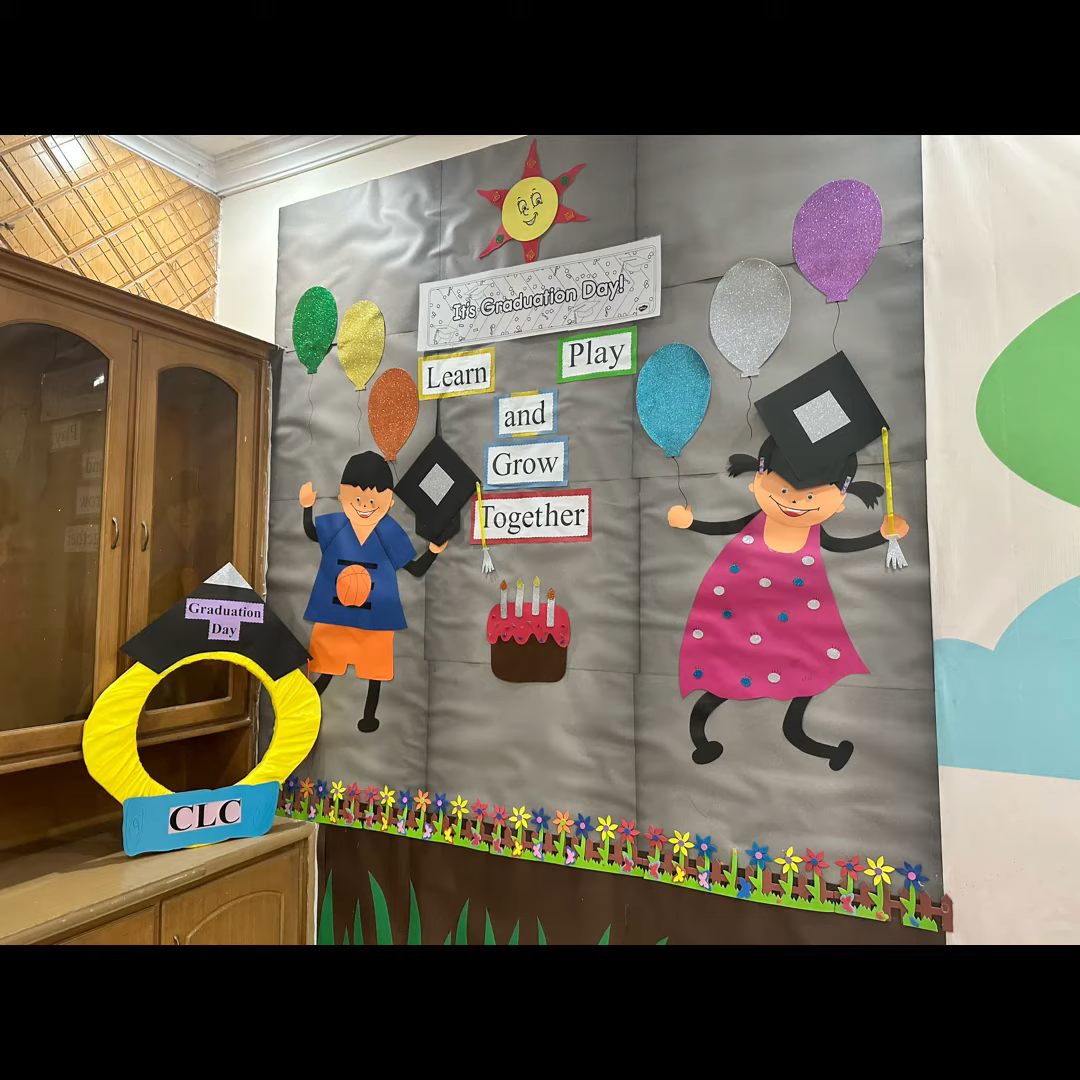 It's Graduation Day!
Learn
Play
and
Grow
Together
Graduation
Day
CLC